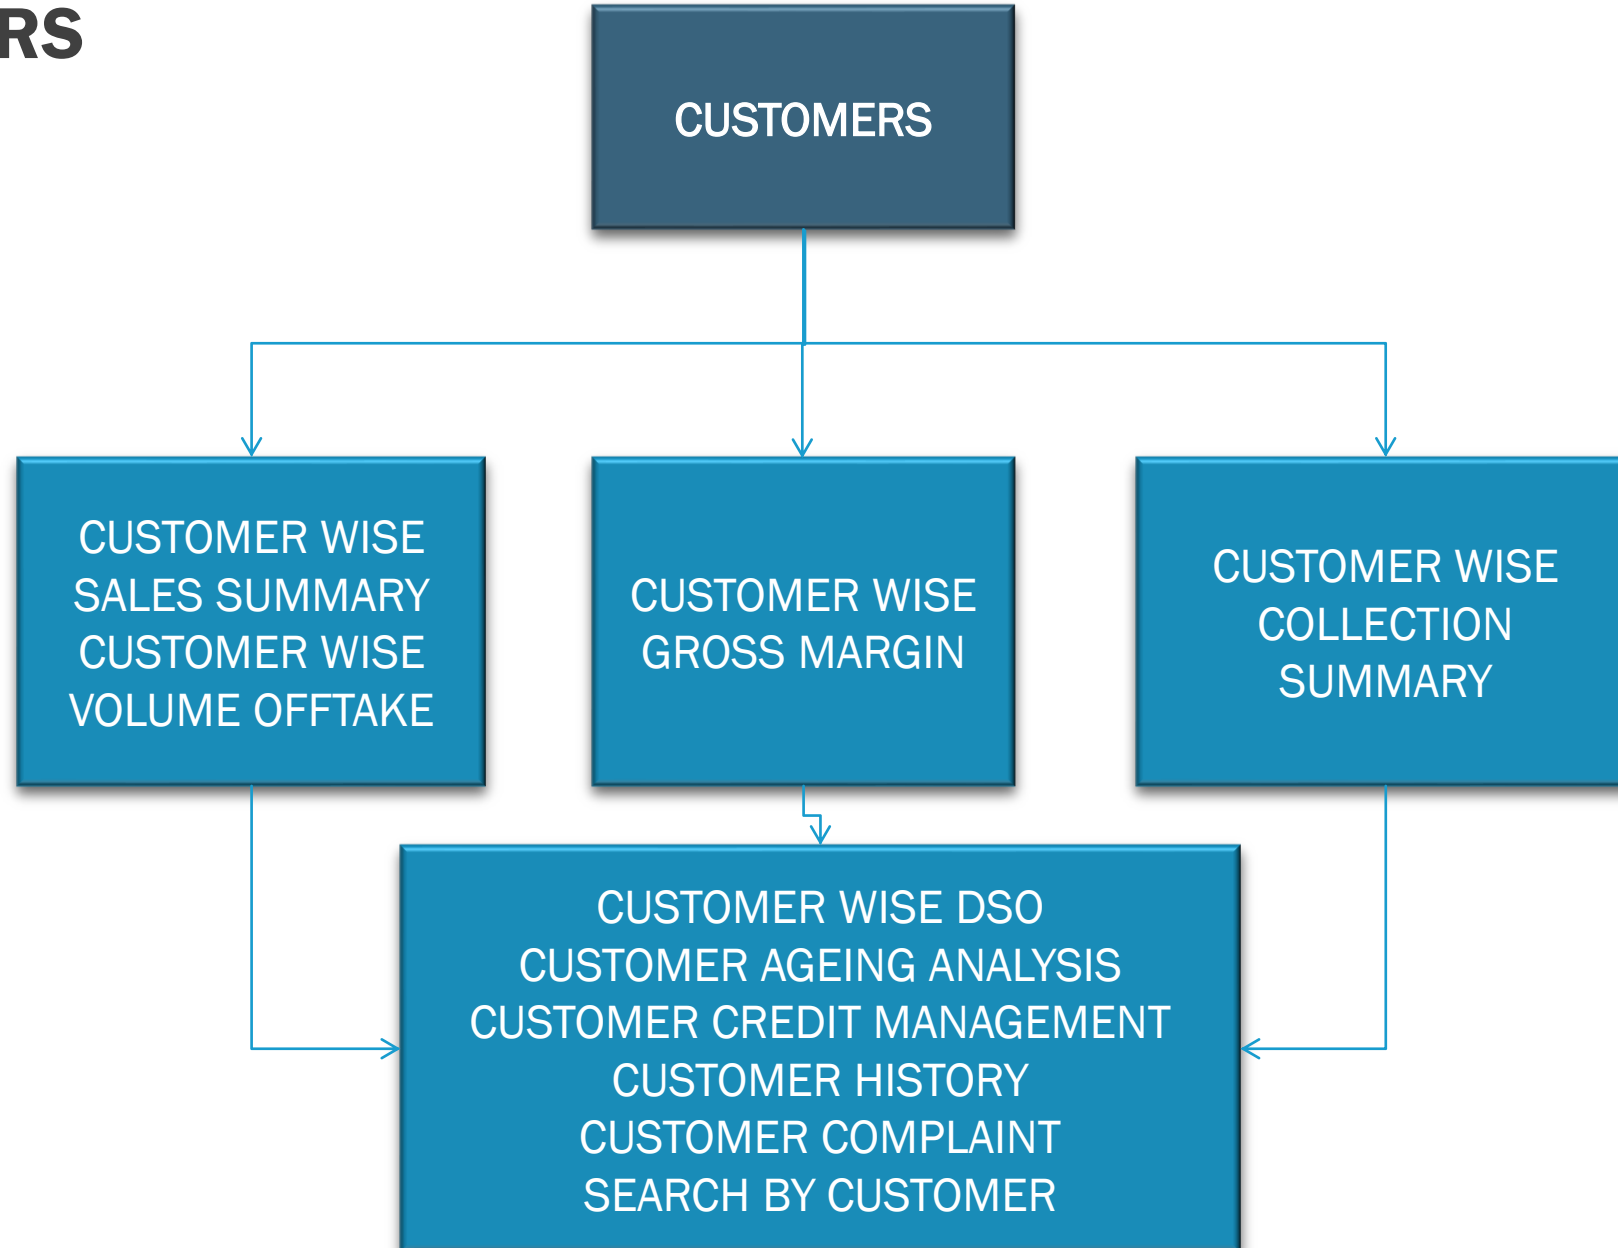 RS
CUSTOMERS
CUSTOMER WISE
SALES SUMMARY
CUSTOMER WISE
VOLUME OFFTAKE
CUSTOMER WISE
GROSS MARGIN
CUSTOMER WISE
COLLECTION
SUMMARY
CUSTOMER WISE DSO
CUSTOMER AGEING ANALYSIS
CUSTOMER CREDIT MANAGEMENT
CUSTOMER HISTORY
CUSTOMER COMPLAINT
SEARCH BY CUSTOMER